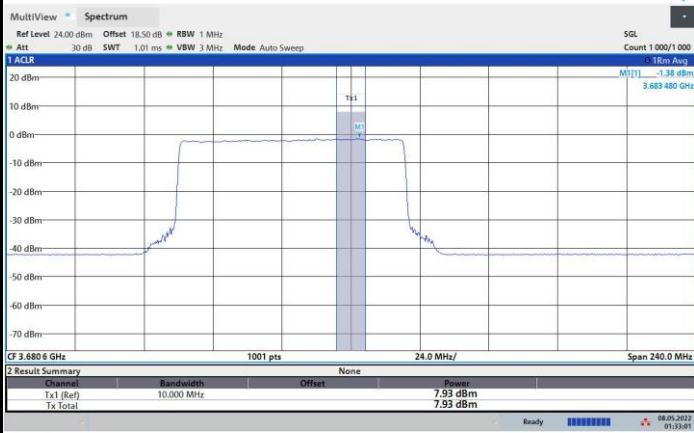 MultiView Spectrum
Ref Level 24.00 dBm Offset 18.50 dB RBW 1 MHz SGL
Att 30 dB SWT 1.01 ms VBW 3 MHz Mode Auto Sweep Count 1 000/1 000
1 ACLR 1Rm Avg
M1[1] -1.38 dBm
3.683 480 GHz
20 dBm
Tx1
10 dBm
M1
0 dBm
-10 dBm
-20 dBm
-30 dBm
-40 dBm
-50 dBm
-60 dBm
-70 dBm
CF 3.680 6 GHz 1001 pts 24.0 MHz/ Span 240.0 MHz
2 Result Summary None
Channel Bandwidth Offset Power
Tx1 (Ref) 10.000 MHz 7.93 dBm
Tx Total 7.93 dBm
Ready 08.05.2022
01:33:01